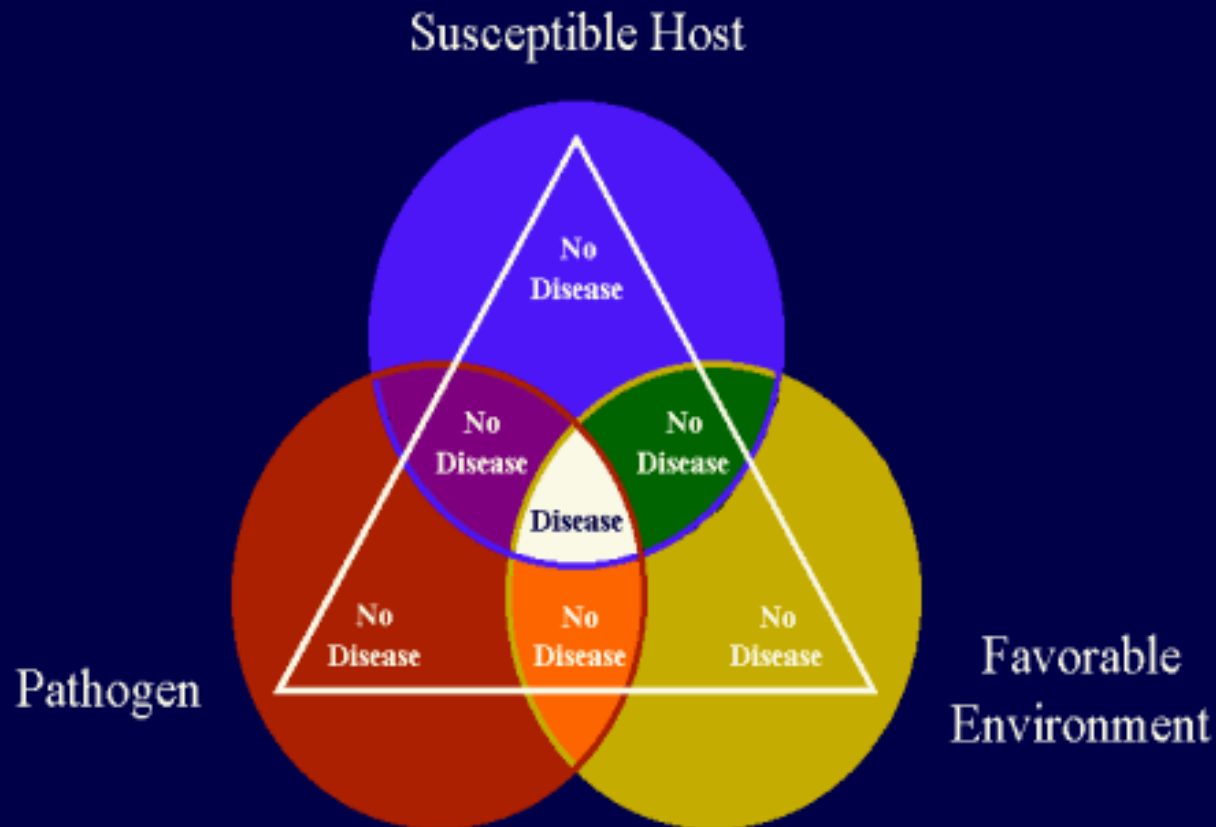 Susceptible Host
No
Disease
No
Disease
No
Disease
Disease
No
Disease
No
Disease
No
Disease
Pathogen
Favorable
Environment